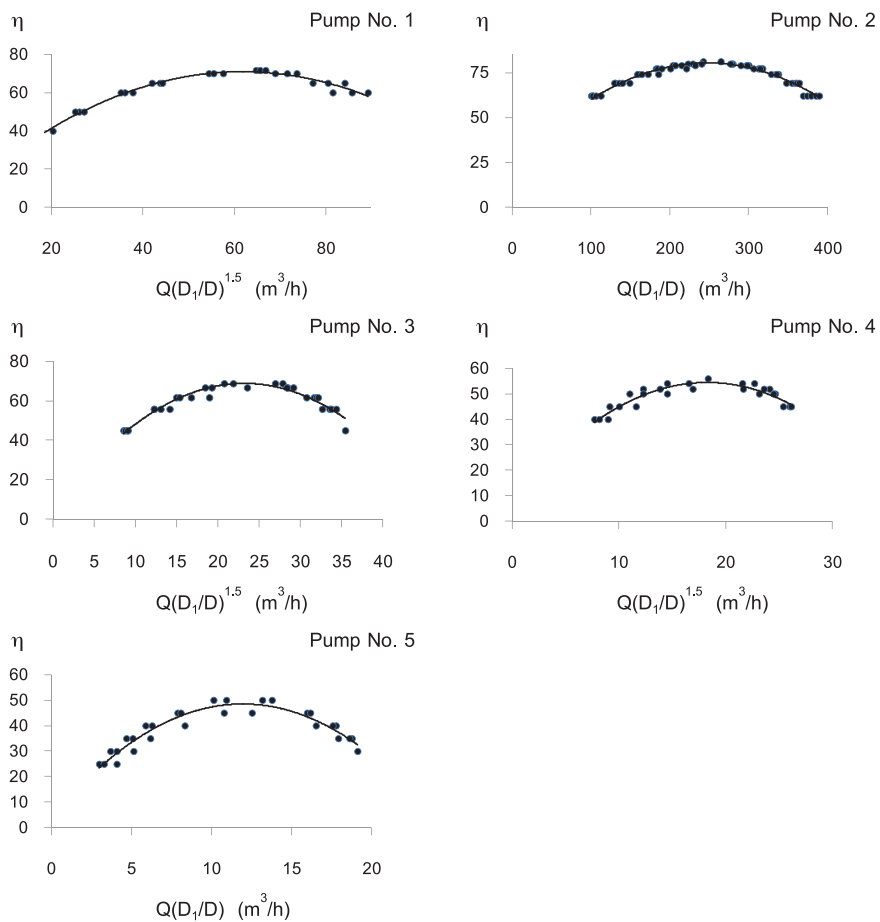 η Pump No. 1
80
60
40
20
0
20 40 60 80
Q(D₁/D)¹·⁵ (m³/h)
η Pump No. 2
75
50
25
0
0 100 200 300 400
Q(D₁/D) (m³/h)
η Pump No. 3
80
60
40
20
0
0 5 10 15 20 25 30 35 40
Q(D₁/D)¹·⁵ (m³/h)
η Pump No. 4
60
50
40
30
20
10
0
0 10 20 30
Q(D₁/D)¹·⁵ (m³/h)
η Pump No. 5
60
50
40
30
20
10
0
0 5 10 15 20
Q(D₁/D) (m³/h)